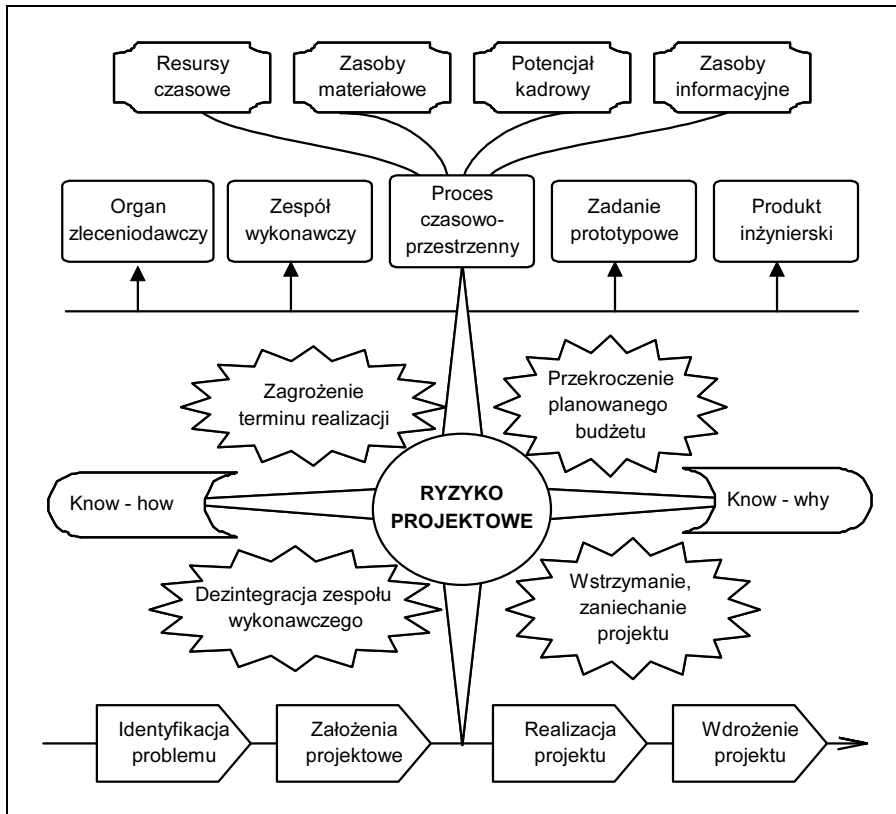 Resursy
czasowe
Zasoby
materiałowe
Potencjał
kadrowy
Zasoby
informacyjne
Organ
zleceniodawczy
Zespół
wykonawczy
Proces
czasowo-
przestrzenny
Zadanie
prototypowe
Produkt
inżynierski
Zagrożenie
terminu realizacji
Przekroczenie
planowanego
budżetu
Know - how
RYZYKO
PROJEKTOWE
Know - why
Dezintegracja zespołu
wykonawczego
Wstrzymanie,
zaniechanie
projektu
Identyfikacja
problemu
Założenia
projektowe
Realizacja
projektu
Wdrożenie
projektu